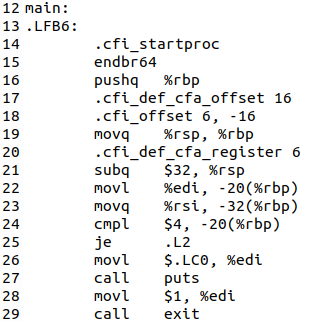 12 main:
13 .LFB6:
14 .cfi_startproc
15 endbr64
16 pushq %rbp
17 .cfi_def_cfa_offset 16
18 .cfi_offset 6, -16
19 movq %rsp, %rbp
20 .cfi_def_cfa_register 6
21 subq $32, %rsp
22 movl %edi, -20(%rbp)
23 movq %rsi, -32(%rbp)
24 cmpl $4, -20(%rbp)
25 je .L2
26 movl $.LC0, %edi
27 call puts
28 movl $1, %edi
29 call exit